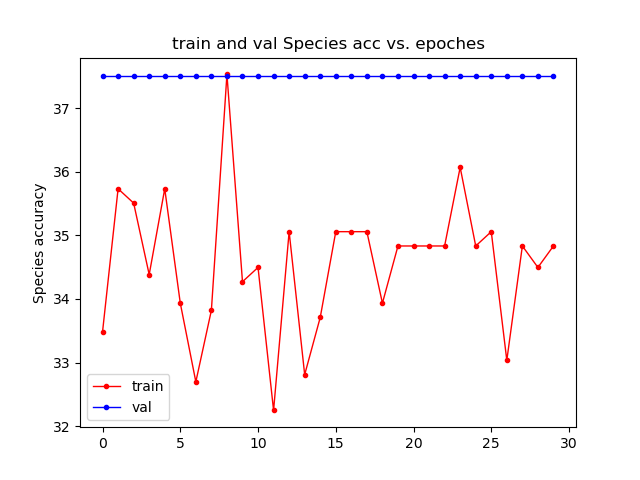 train and val Species acc vs. epoches
Species accuracy
37
36
35
34
33
32
0 5 10 15 20 25 30
train
val